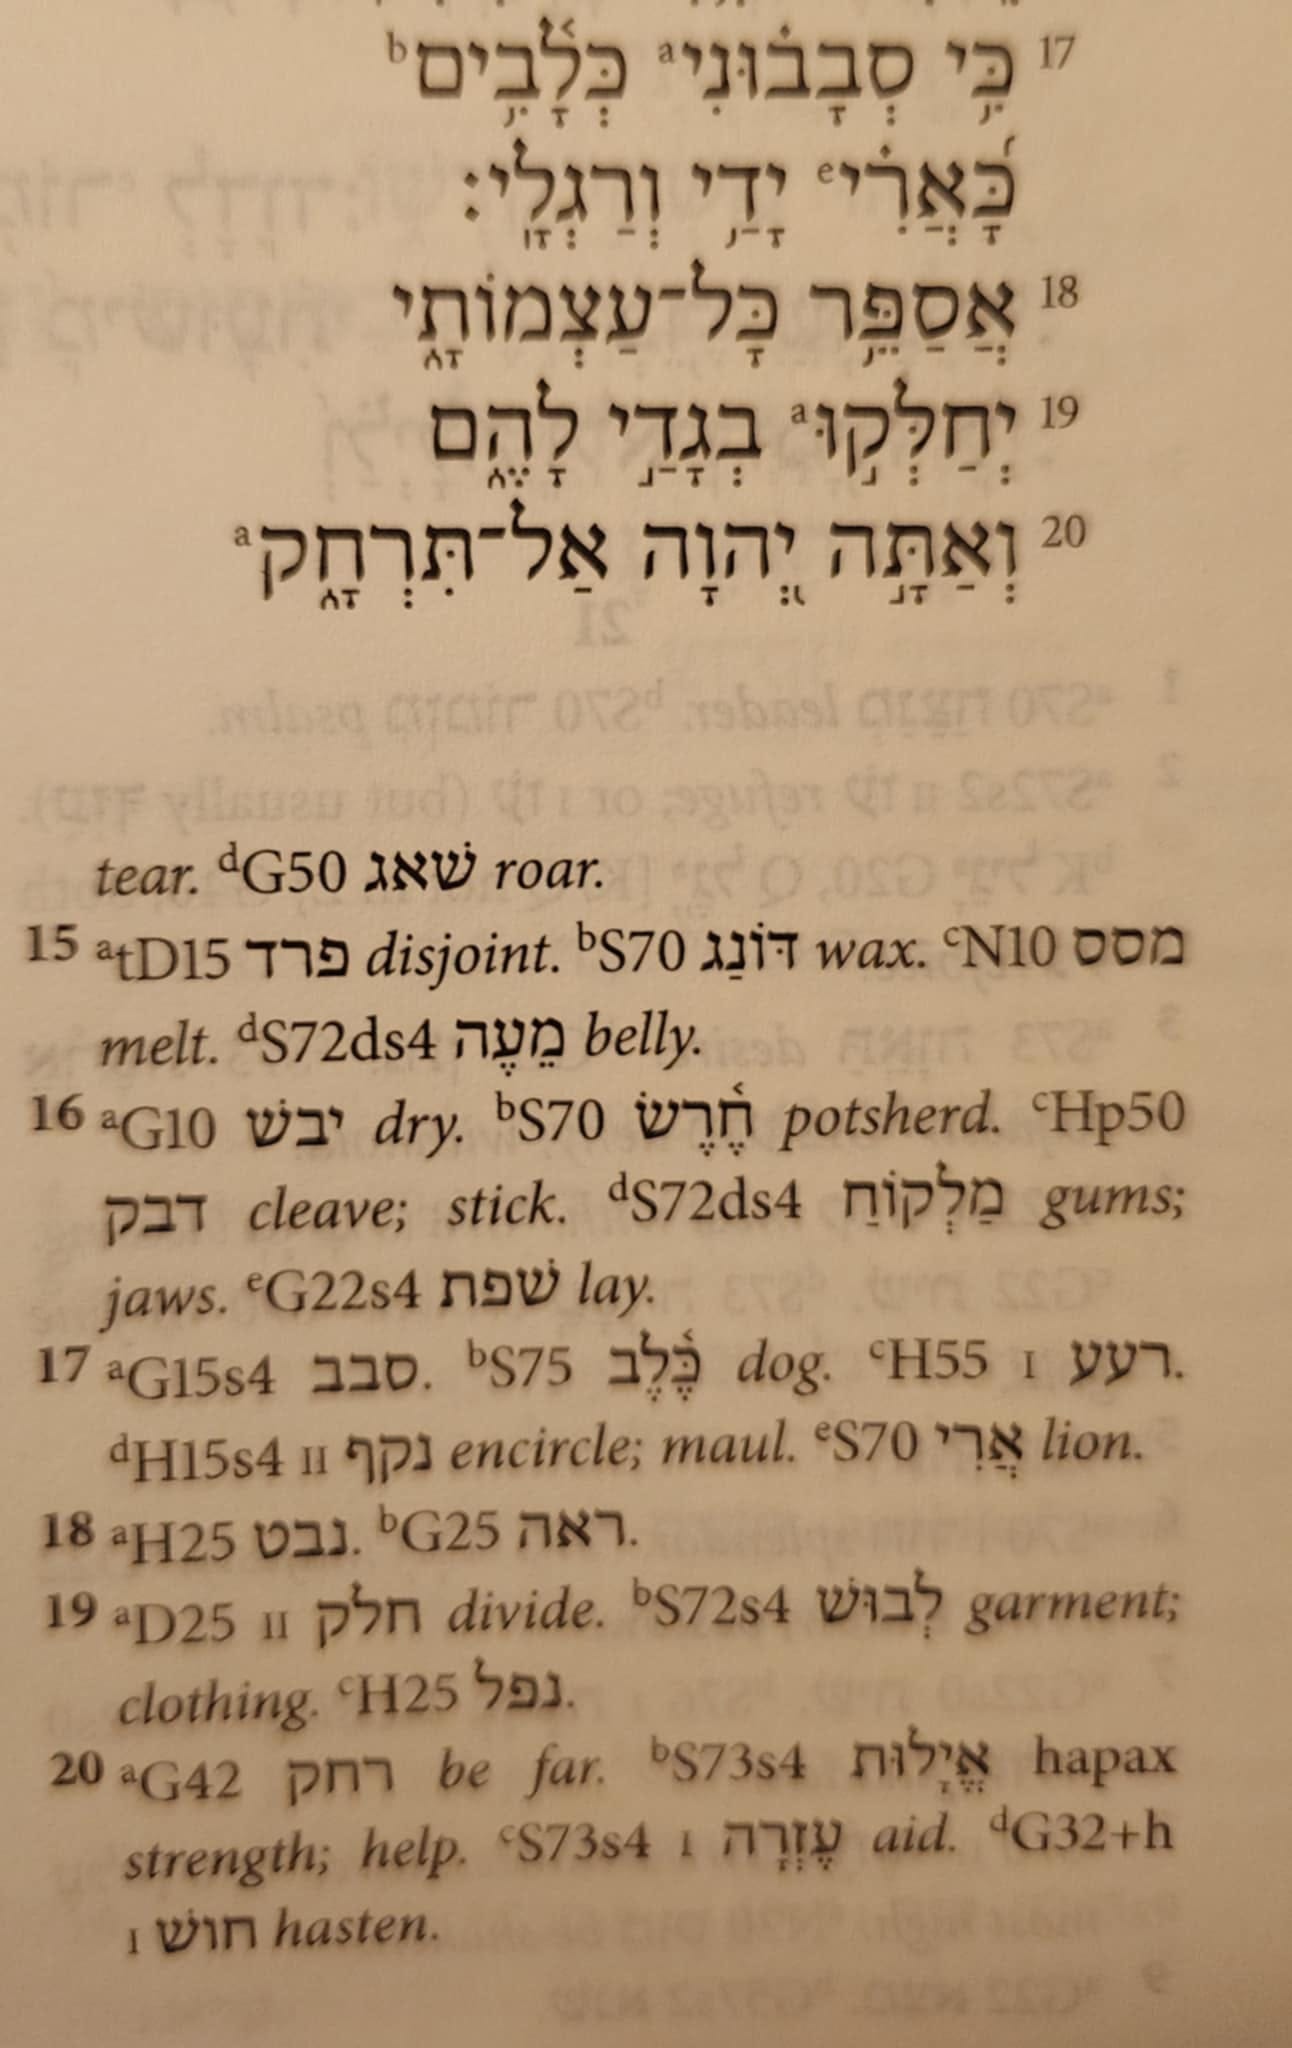 17 כִּ֥י סְבָב֗וּנִיᵃ כְּלָ֫בִ֥יםᵇ
כָּ֝אֲרִ֗יᵉ יָדַ֥י וְרַגְלָֽי׃
18 אֲסַפֵּ֥ר כָּל־עַצְמוֹתָ֑י
19 יְחַלְּק֣וּᵃ בְגָדַ֣י לָהֶ֑ם
20 וְאַתָּ֣ה יְ֭הוָה אַל־תִּרְחָ֑קᵃ
tear. ᵈG50 שׁאג roar.
15 ᵃtD15 פרד disjoint. ᵇS70 דּוֹנַג wax. ᶜN10 מסס
melt. ᵈS72ds4 מֵעֶה belly.
16 ᵃG10 יבשׁ dry. ᵇS70 חֶ֫רֶשׂ potsherd. ᶜHp50
דבק cleave; stick. ᵈS72ds4 מַלְקוֹחַ gums;
jaws. ᵉG22s4 שׁפת lay.
17 ᵃG15s4 סבב. ᵇS75 כֶּ֫לֶב dog. ᶜH55 I רעע.
ᵈH15s4 II נקף encircle; maul. ᵉS70 אֲרִי lion.
18 ᵃH25 נבט. ᵇG25 ראה.
19 ᵃD25 II חלק divide. ᵇS72s4 לְבוּשׁ garment;
clothing. ᶜH25 נפל.
20 ᵃG42 רחק be far. ᵇS73s4 אֱיָלוּת hapax
strength; help. ᶜS73s4 I עֶזְרָה aid. ᵈG32+h
I חושׁ hasten.